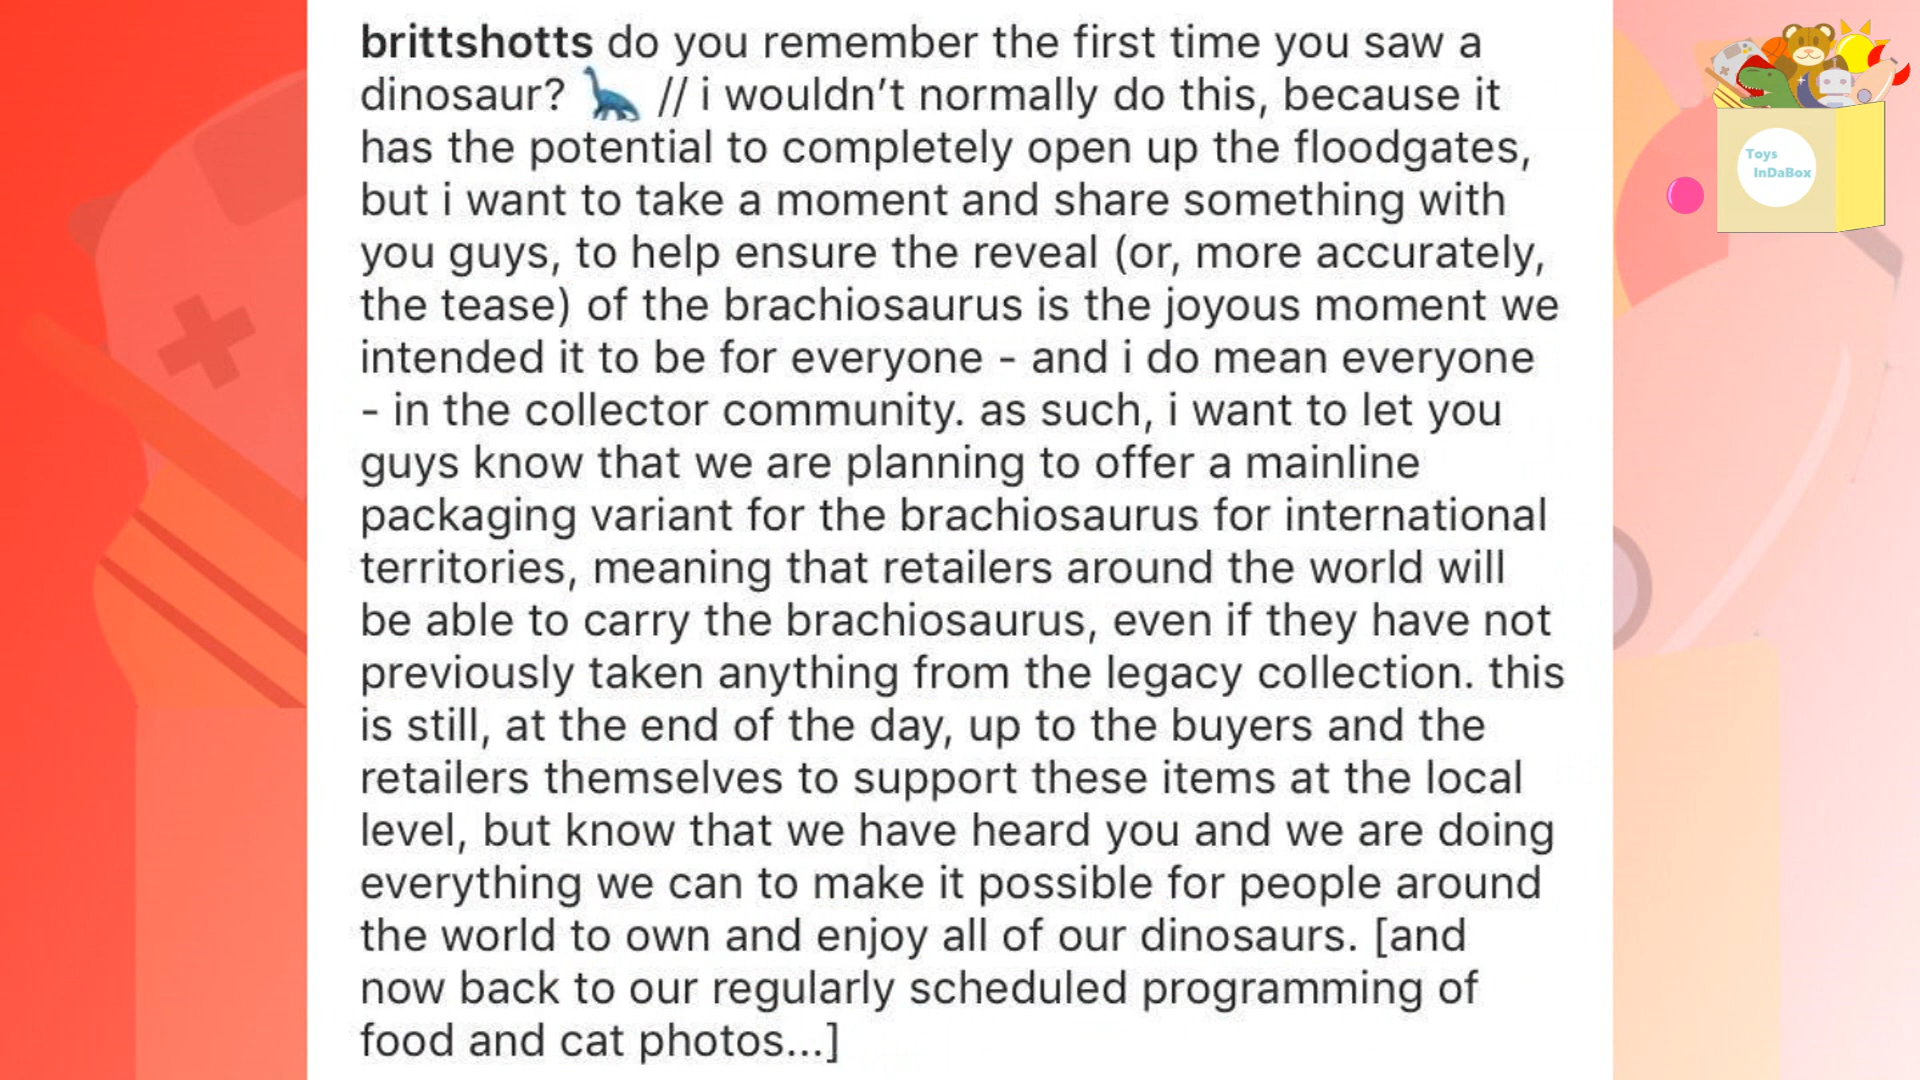 brittshotts do you remember the first time you saw a
dinosaur? 🦕 // i wouldn’t normally do this, because it
has the potential to completely open up the floodgates,
but i want to take a moment and share something with
you guys, to help ensure the reveal (or, more accurately,
the tease) of the brachiosaurus is the joyous moment we
intended it to be for everyone - and i do mean everyone
- in the collector community. as such, i want to let you
guys know that we are planning to offer a mainline
packaging variant for the brachiosaurus for international
territories, meaning that retailers around the world will
be able to carry the brachiosaurus, even if they have not
previously taken anything from the legacy collection. this
is still, at the end of the day, up to the buyers and the
retailers themselves to support these items at the local
level, but know that we have heard you and we are doing
everything we can to make it possible for people around
the world to own and enjoy all of our dinosaurs. [and
now back to our regularly scheduled programming of
food and cat photos...]
Toys
InDaBox